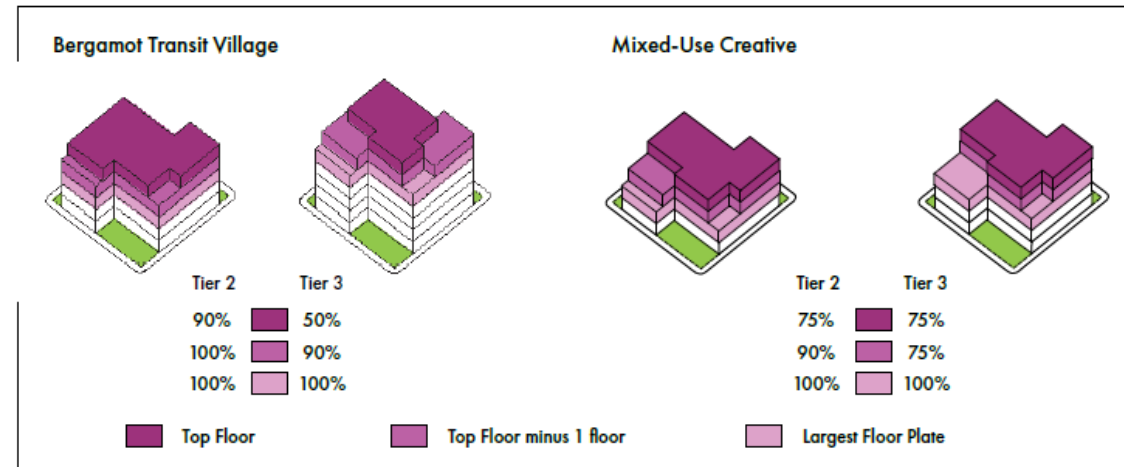 Bergamot Transit Village
Mixed-Use Creative
Tier 2 Tier 3
90% 50%
100% 90%
100% 100%
Tier 2 Tier 3
75% 75%
90% 75%
100% 100%
Top Floor Top Floor minus 1 floor Largest Floor Plate